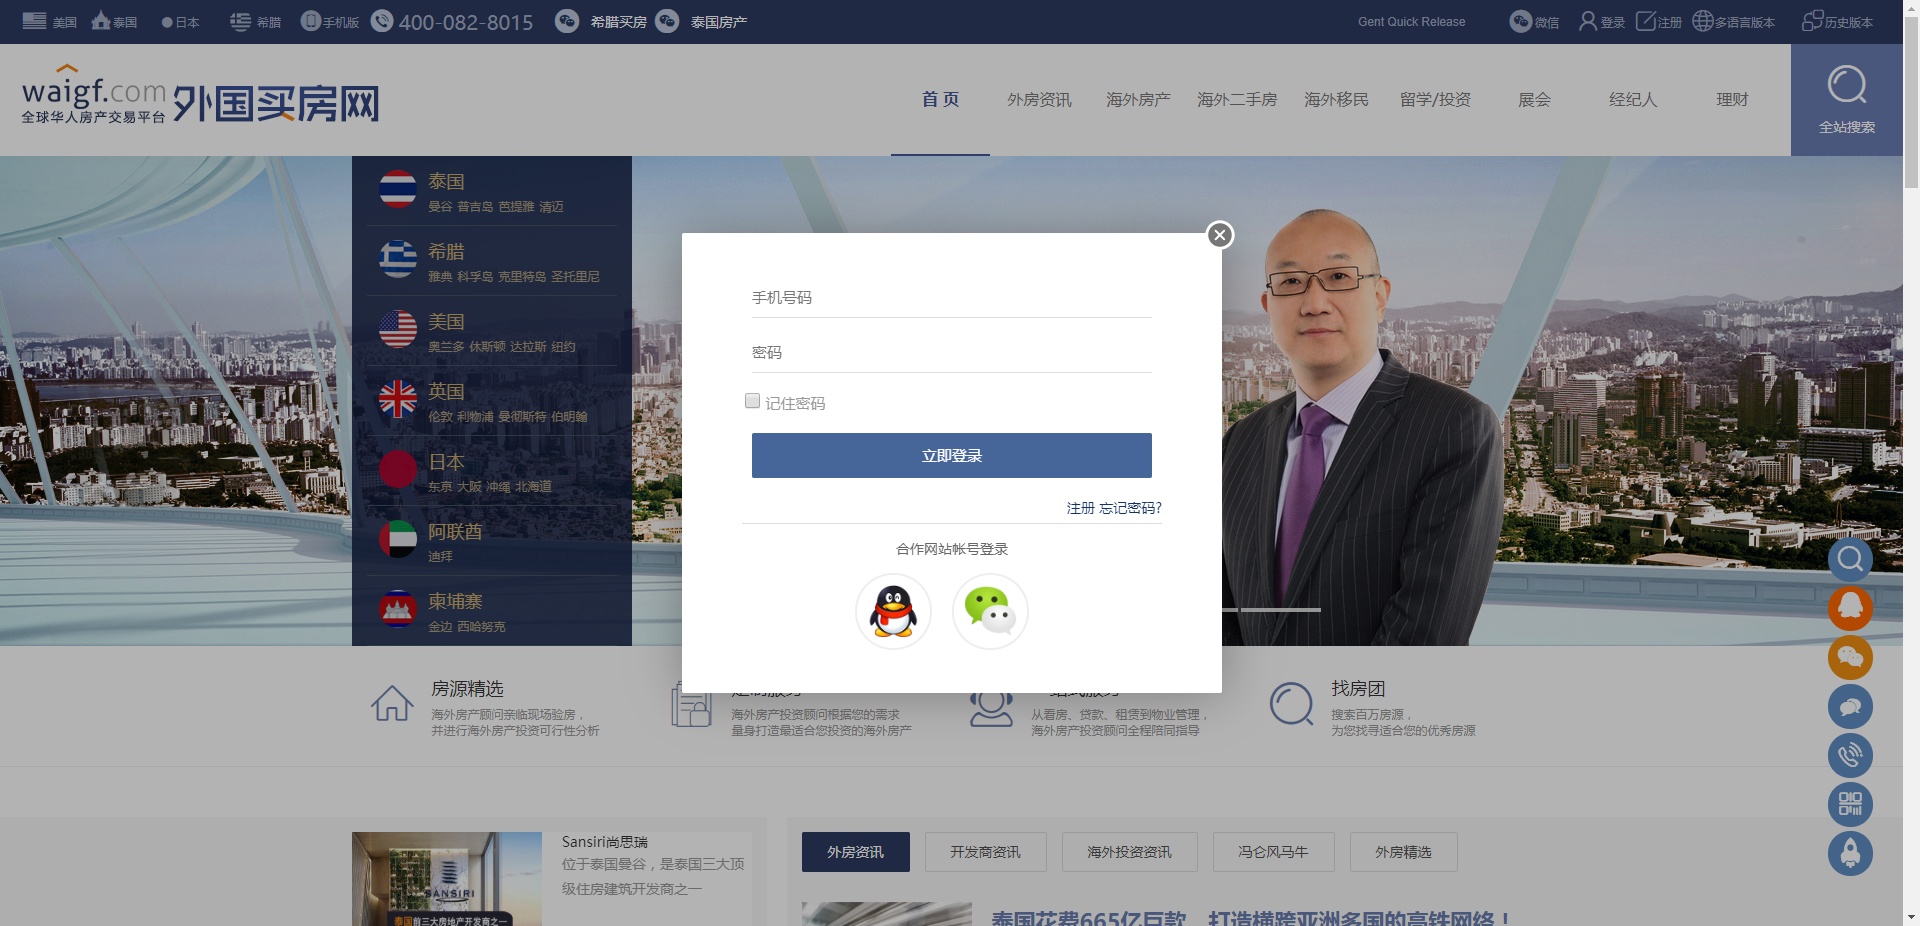 美国 泰国 日本 希腊 手机版 400-082-8015 希腊买房 泰国房产 Gent Quick Release 微信 登录 注册 多语言版本 历史版本
waigf.com 外国买房网
全球华人房产交易平台
首 页 外房资讯 海外房产 海外二手房 海外移民 留学/投资 展会 经纪人 理财
全站搜索
泰国
曼谷 普吉岛 芭提雅 清迈
希腊
雅典 科孚岛 克里特岛 圣托里尼
美国
奥兰多 休斯顿 达拉斯 纽约
英国
伦敦 利物浦 曼彻斯特 伯明翰
日本
东京 大阪 冲绳 北海道
阿联酋
迪拜
柬埔寨
金边 西哈努克
手机号码
密码
记住密码
立即登录
注册 忘记密码?
合作网站帐号登录
房源精选
海外房产顾问亲临现场验房，
并进行海外房产投资可行性分析
定制服务
海外房产投资顾问根据您的需求
量身打造最适合您投资的海外房产
一站式服务
从看房、贷款、租赁到物业管理，
海外房产投资顾问全程陪同指导
找房团
搜索百万房源，
为您找寻适合您的优秀房源
SANSIRI
泰国前三大房地产开发商之一
Sansiri尚思瑞
位于泰国曼谷，是泰国三大顶
级住房建筑开发商之一
外房资讯 开发商资讯 海外投资资讯 冯仑风马牛 外房精选
泰国花费665亿巨款，打造横跨亚洲多国的高铁网络！